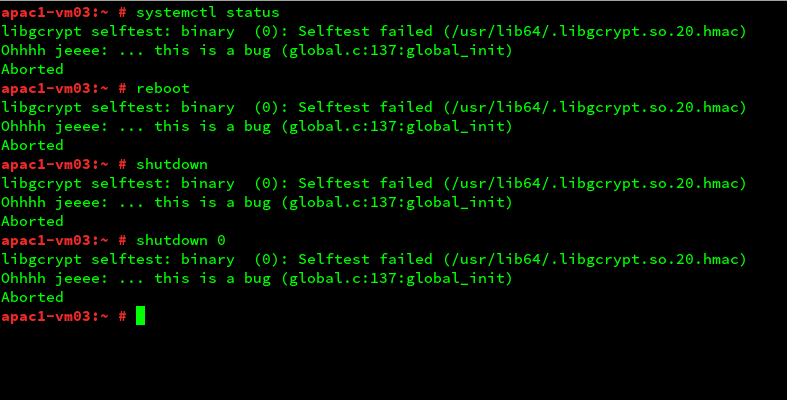 apac1-vm03:~ # systemctl status
libgcrypt selftest: binary  (0): Selftest failed (/usr/lib64/.libgcrypt.so.20.hmac)
Ohhhh jeeee: ... this is a bug (global.c:137:global_init)
Aborted
apac1-vm03:~ # reboot
libgcrypt selftest: binary  (0): Selftest failed (/usr/lib64/.libgcrypt.so.20.hmac)
Ohhhh jeeee: ... this is a bug (global.c:137:global_init)
Aborted
apac1-vm03:~ # shutdown
libgcrypt selftest: binary  (0): Selftest failed (/usr/lib64/.libgcrypt.so.20.hmac)
Ohhhh jeeee: ... this is a bug (global.c:137:global_init)
Aborted
apac1-vm03:~ # shutdown 0
libgcrypt selftest: binary  (0): Selftest failed (/usr/lib64/.libgcrypt.so.20.hmac)
Ohhhh jeeee: ... this is a bug (global.c:137:global_init)
Aborted
apac1-vm03:~ #